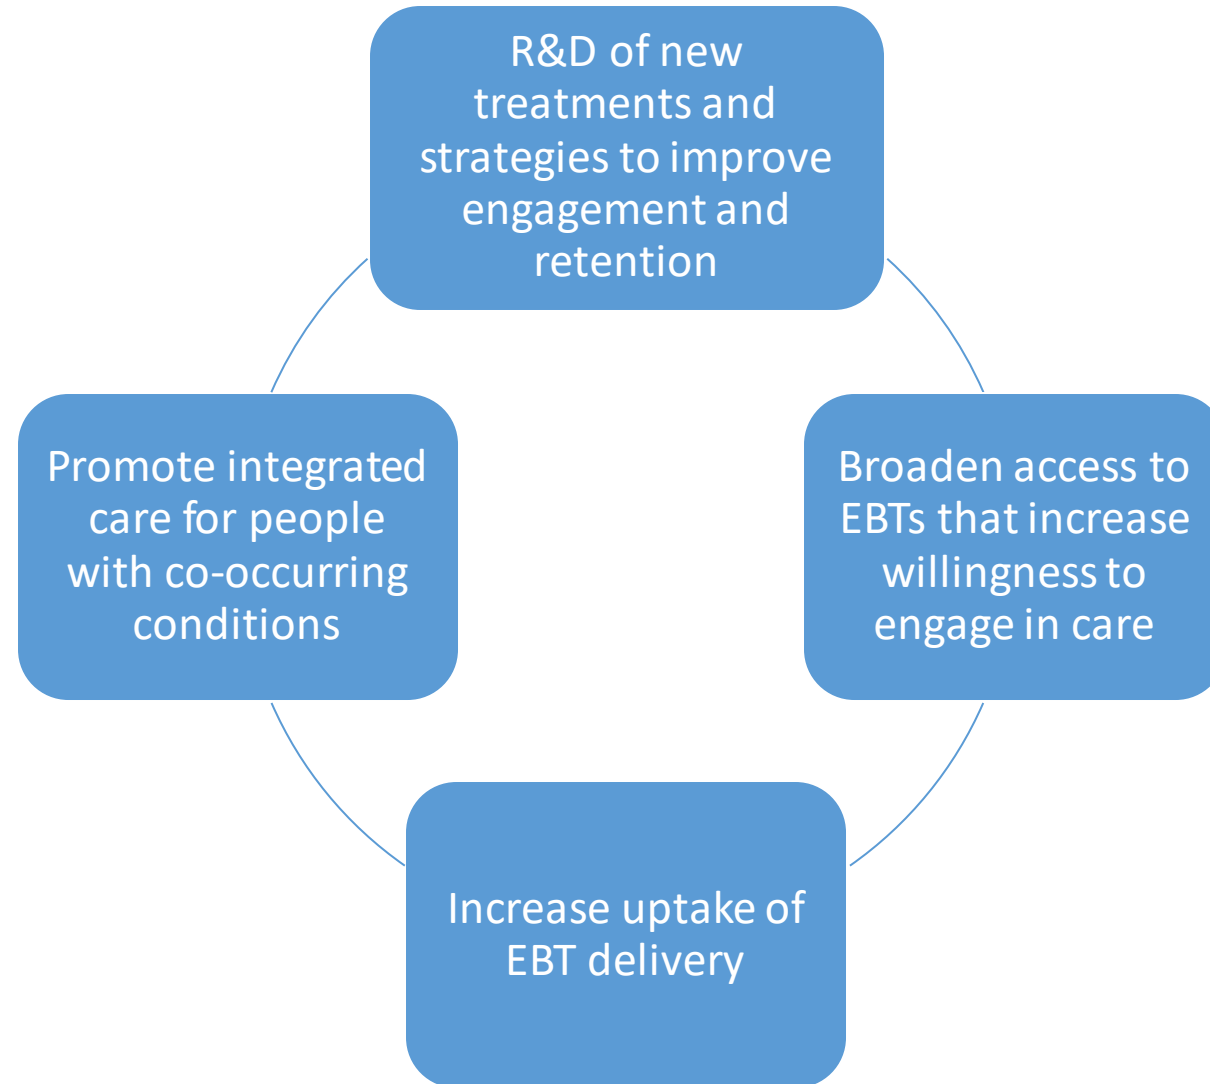 R&D of new
treatments and
strategies to improve
engagement and
retention
Promote integrated
care for people
with co-occurring
conditions
Broaden access to
EBTs that increase
willingness to
engage in care
Increase uptake of
EBT delivery